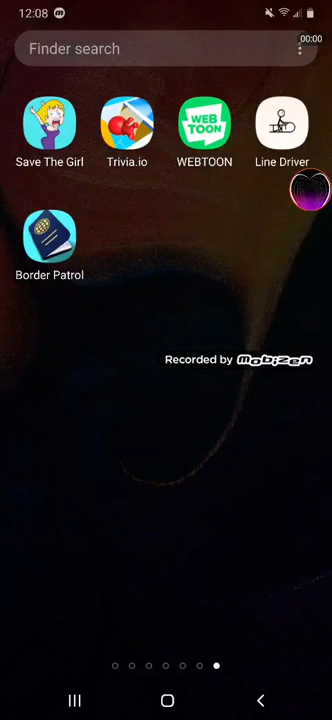 12:08
Finder search
00:00
WEB
TOON
Save The Girl
Trivia.io
WEBTOON
Line Driver
Border Patrol
Recorded by Mobizen